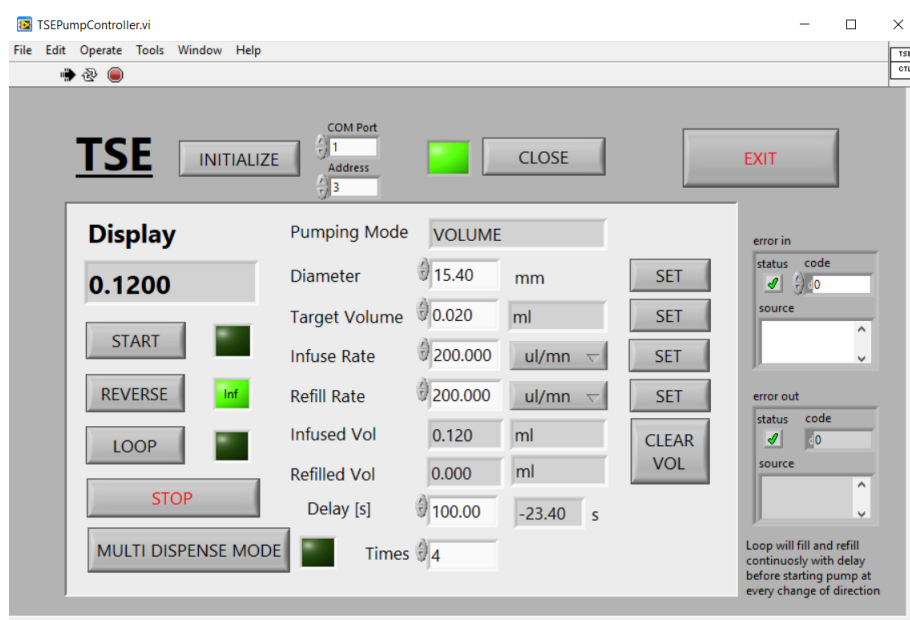 TSEPumpController.vi
File Edit Operate Tools Window Help
TSE
CTL
TSE
INITIALIZE
COM Port
1
Address
3
CLOSE
EXIT
Display
0.1200
START
REVERSE
Inf
LOOP
STOP
MULTI DISPENSE MODE
Pumping Mode VOLUME
Diameter 15.40 mm SET
Target Volume 0.020 ml SET
Infuse Rate 200.000 ul/mn SET
Refill Rate 200.000 ul/mn SET
Infused Vol 0.120 ml
Refilled Vol 0.000 ml
CLEAR
VOL
Delay [s] 100.00 -23.40 s
Times 4
error in
status code
d0
source
error out
status code
d0
source
Loop will fill and refill
continuosly with delay
before starting pump at
every change of direction